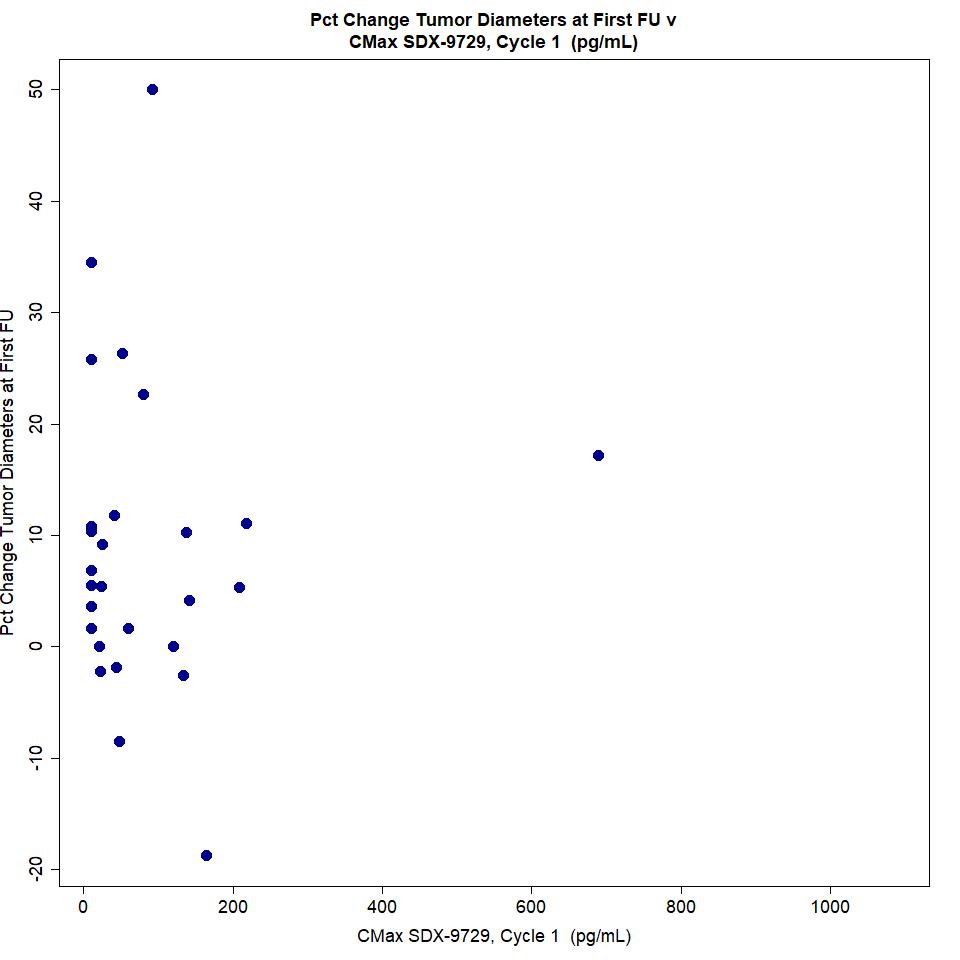 Pct Change Tumor Diameters at First FU v
CMax SDX-9729, Cycle 1 (pg/mL)
Pct Change Tumor Diameters at First FU
50
40
30
20
10
0
-10
-20
0 200 400 600 800 1000
CMax SDX-9729, Cycle 1 (pg/mL)